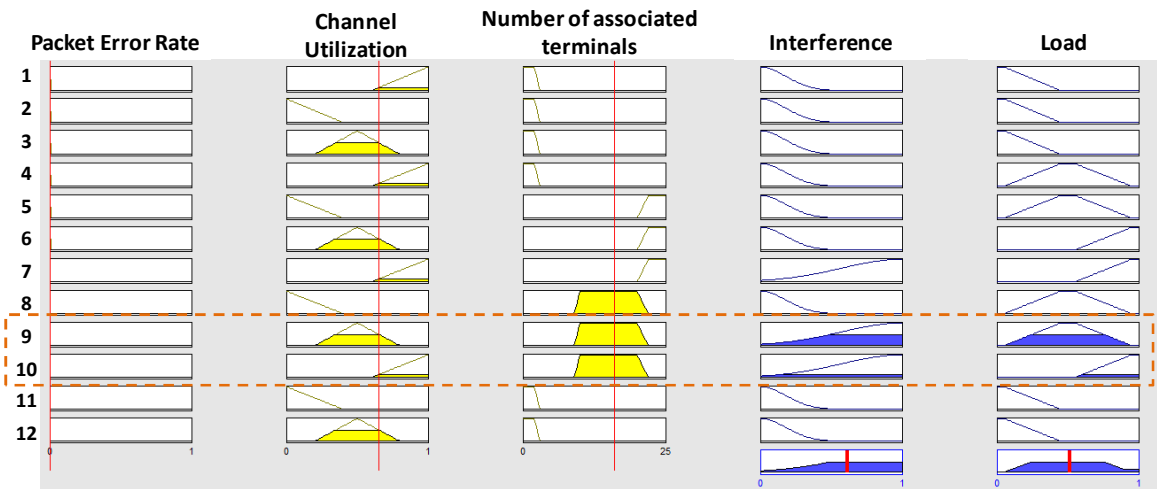 Packet Error Rate
Channel
Utilization
Number of associated
terminals
Interference
Load
1
2
3
4
5
6
7
8
9
10
11
12
0 1 0 1 0 25
0 1 0 1